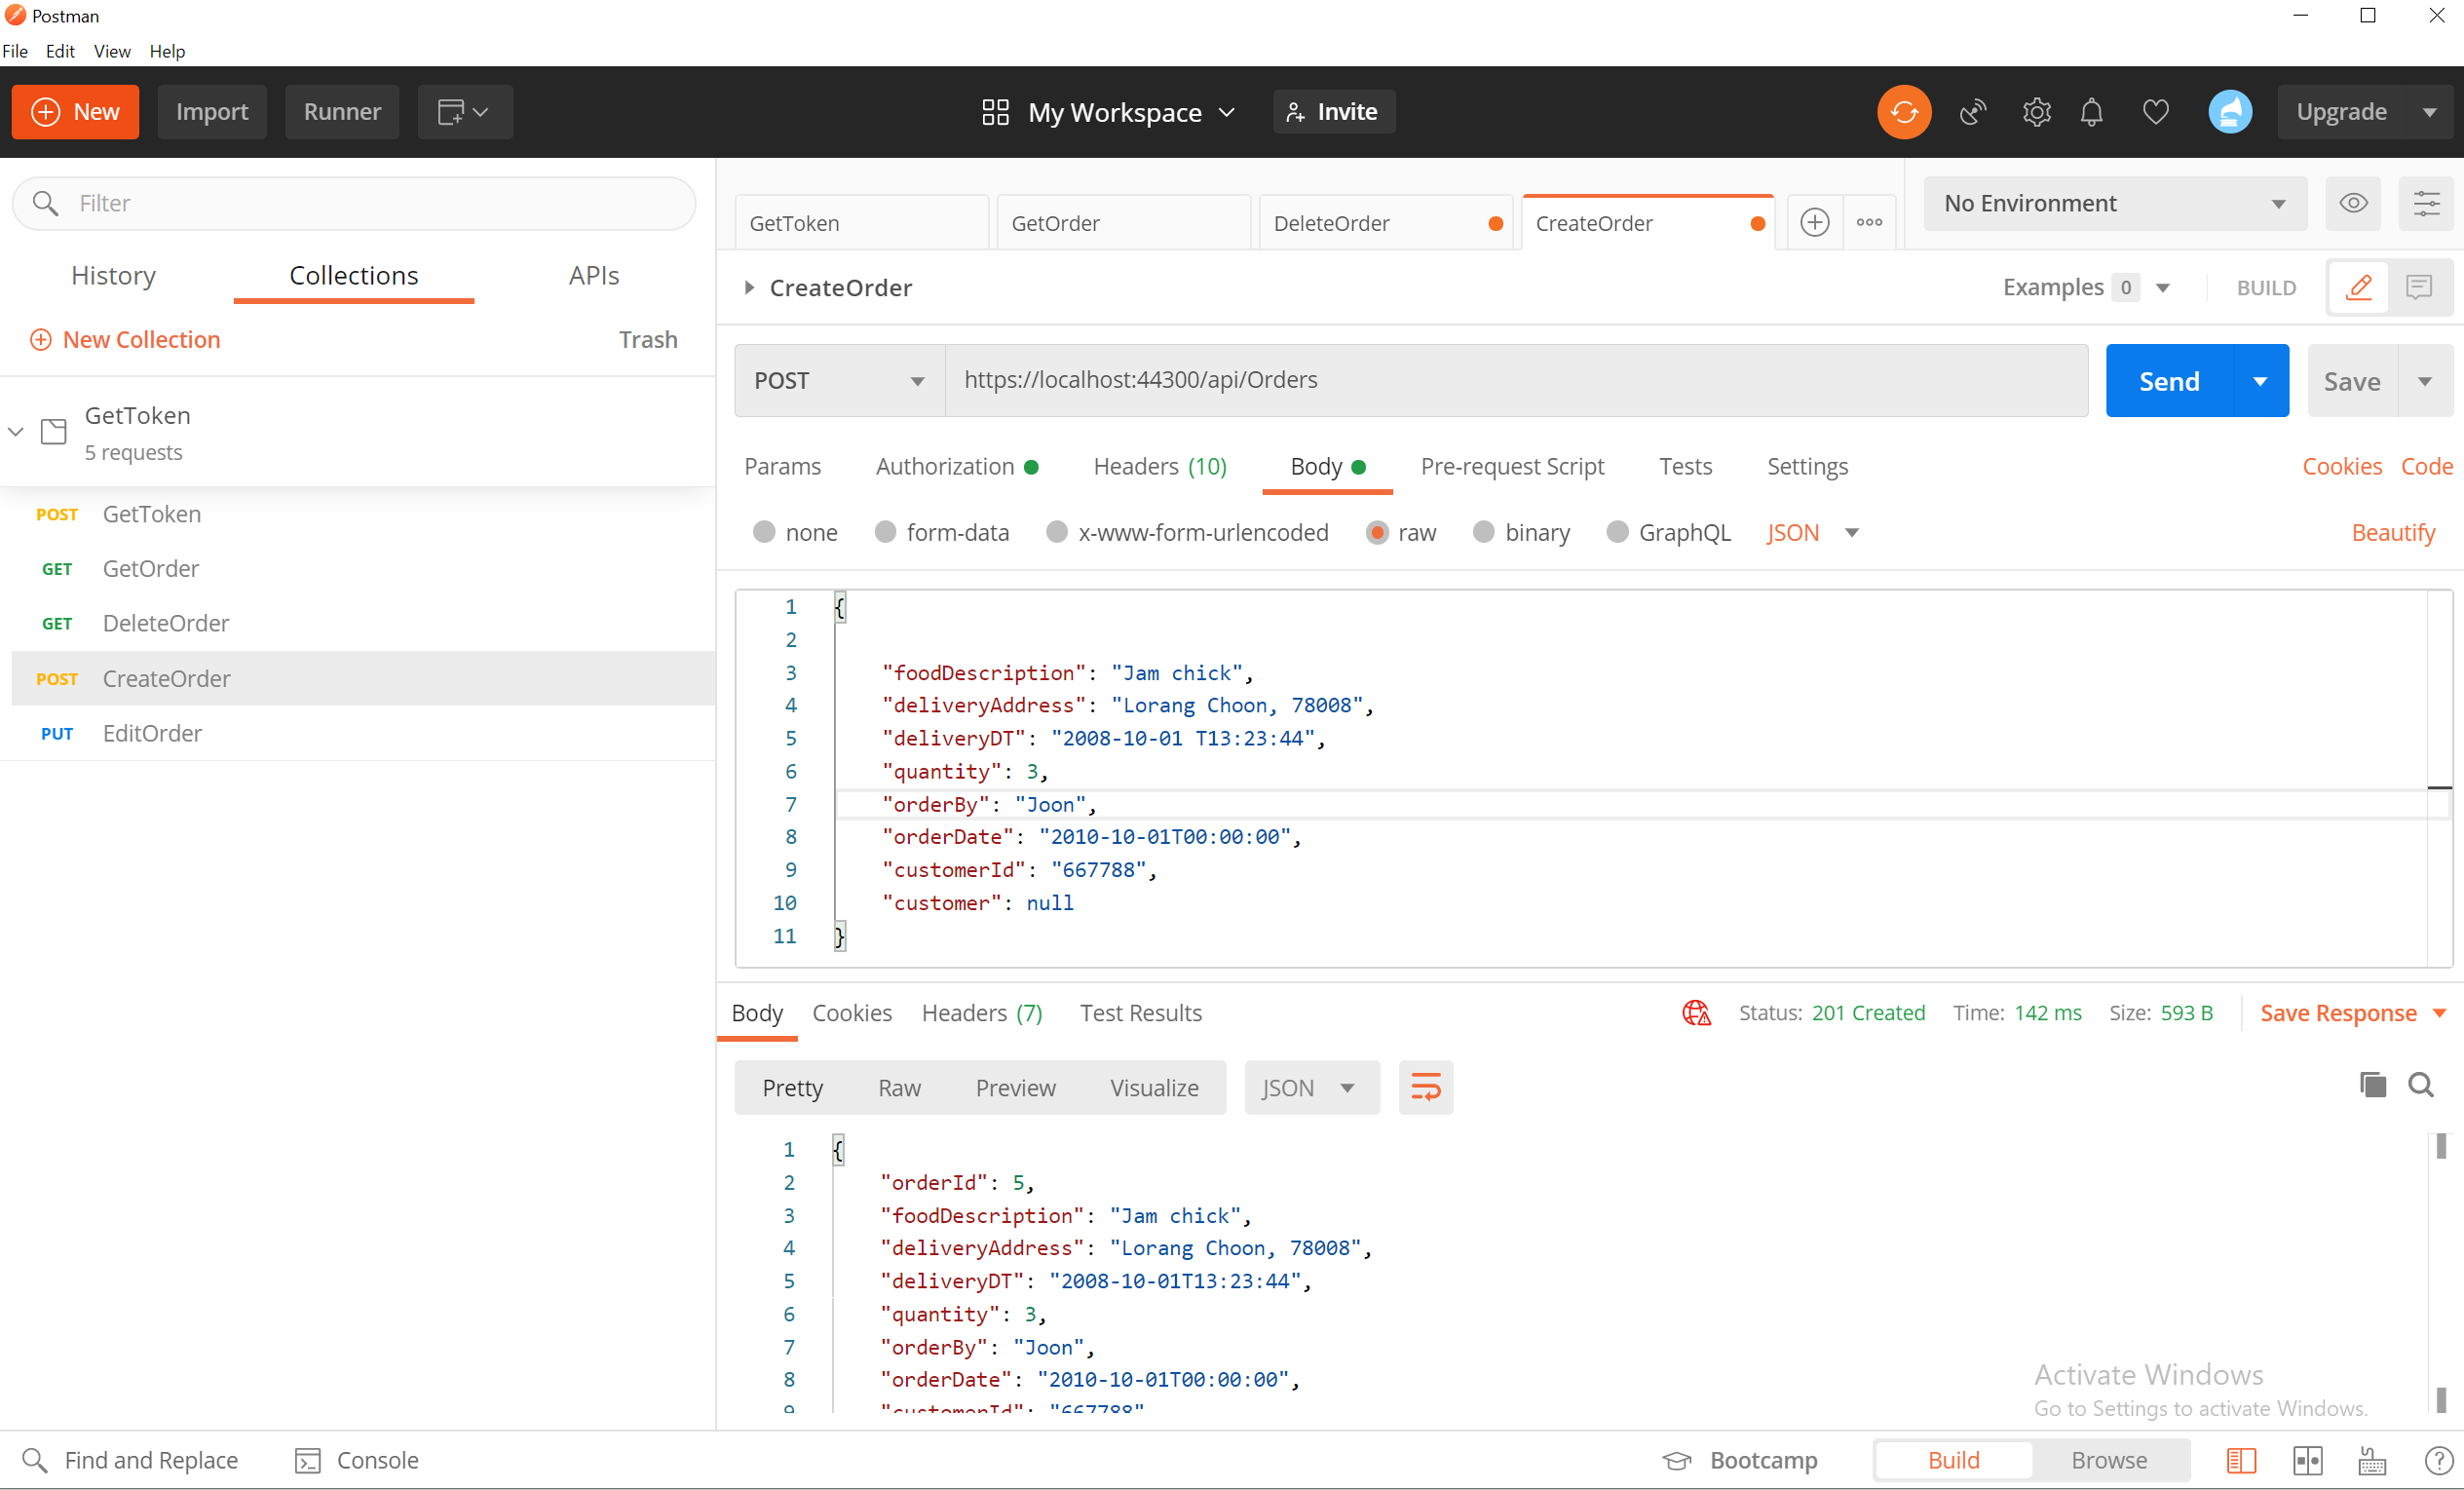 Postman
File Edit View Help
New Import Runner My Workspace Invite Upgrade
Filter
History Collections APIs
New Collection Trash
GetToken
5 requests
POST GetToken
GET GetOrder
GET DeleteOrder
POST CreateOrder
PUT EditOrder
GetToken GetOrder DeleteOrder CreateOrder No Environment
CreateOrder Examples 0 BUILD
POST https://localhost:44300/api/Orders Send Save
Params Authorization Headers (10) Body Pre-request Script Tests Settings Cookies Code
none form-data x-www-form-urlencoded raw binary GraphQL JSON Beautify
1 {
2
3 "foodDescription": "Jam chick",
4 "deliveryAddress": "Lorang Choon, 78008",
5 "deliveryDT": "2008-10-01 T13:23:44",
6 "quantity": 3,
7 "orderBy": "Joon",
8 "orderDate": "2010-10-01T00:00:00",
9 "customerId": "667788",
10 "customer": null
11 }
Body Cookies Headers (7) Test Results Status: 201 Created Time: 142 ms Size: 593 B Save Response
Pretty Raw Preview Visualize JSON
1 {
2 "orderId": 5,
3 "foodDescription": "Jam chick",
4 "deliveryAddress": "Lorang Choon, 78008",
5 "deliveryDT": "2008-10-01T13:23:44",
6 "quantity": 3,
7 "orderBy": "Joon",
8 "orderDate": "2010-10-01T00:00:00",
9 "customerId": "667788"
Activate Windows
Go to Settings to activate Windows.
Find and Replace Console Bootcamp Build Browse